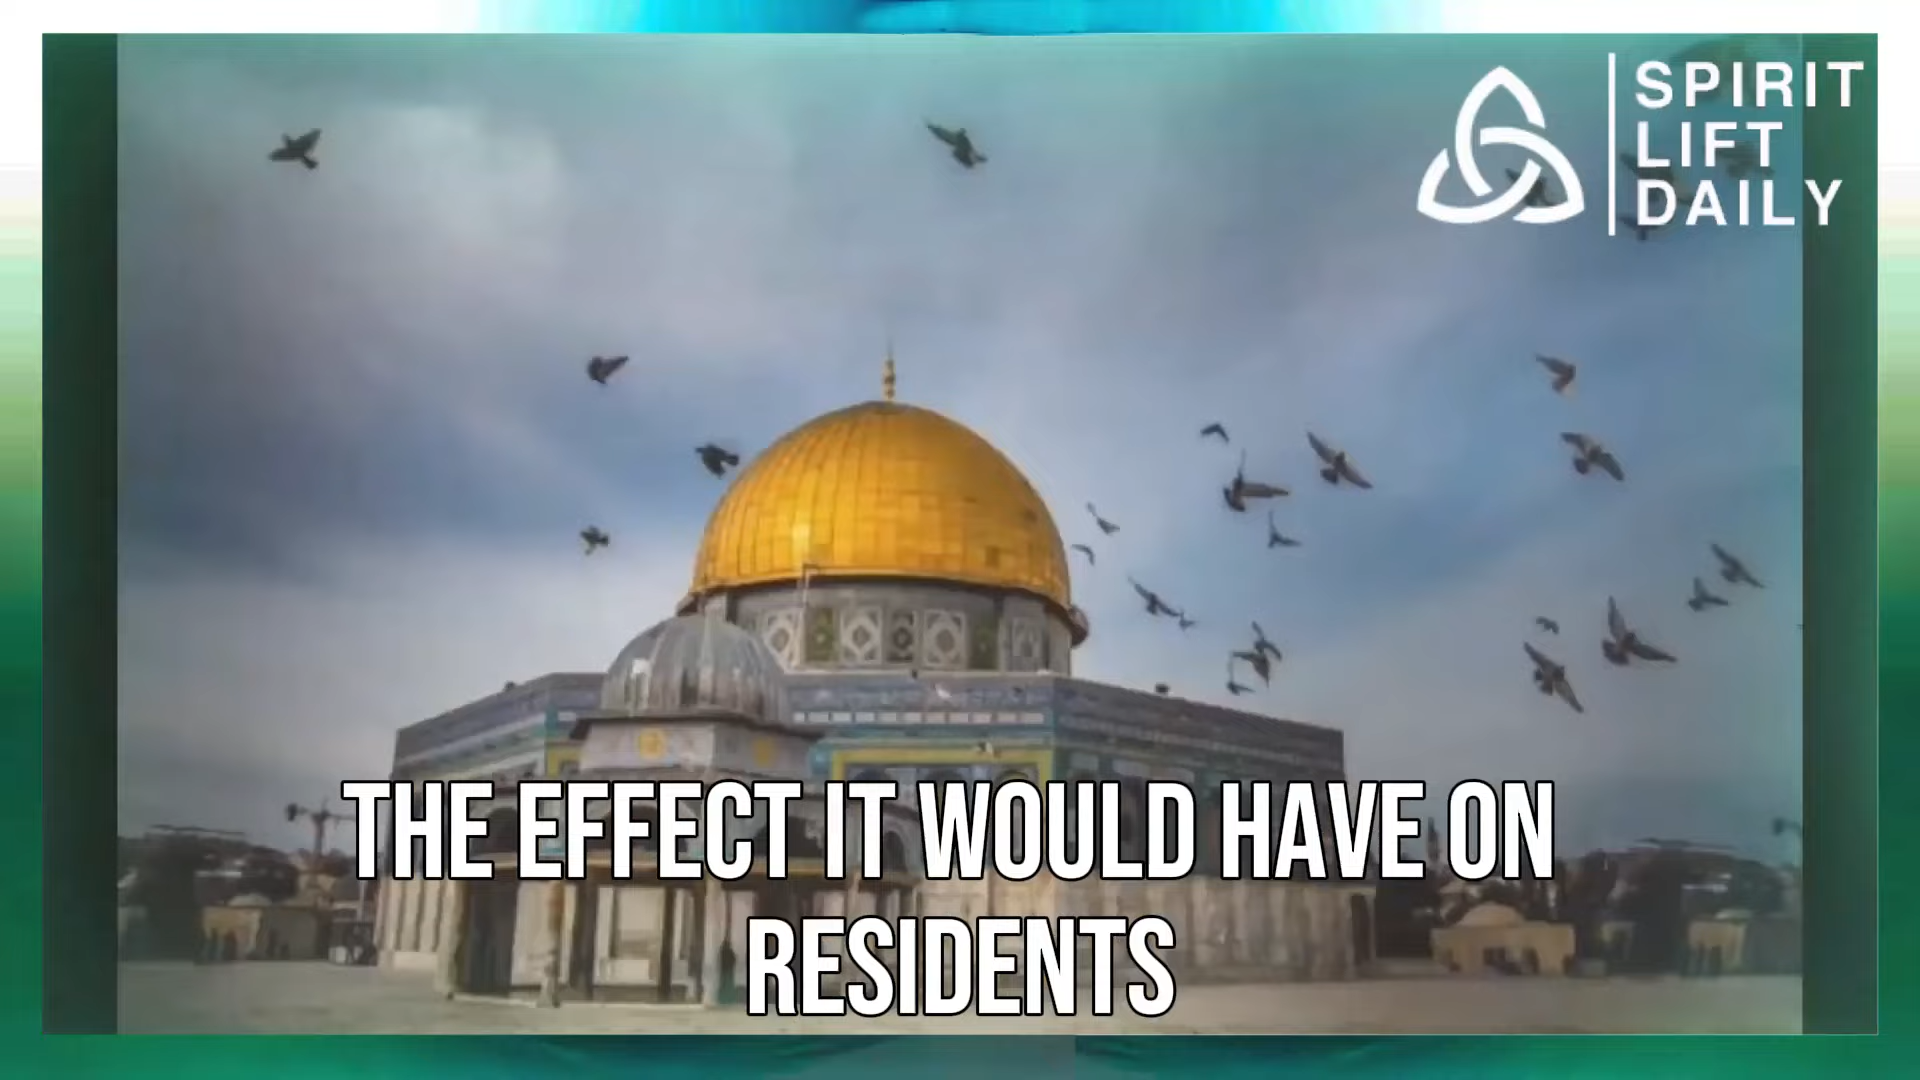 SPIRIT
LIFT
DAILY
THE EFFECT IT WOULD HAVE ON
RESIDENTS